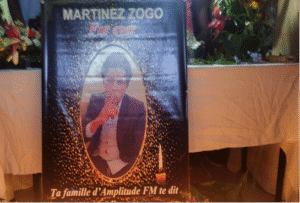 MARTINEZ ZOGO
Ta famille d'Amplitude FM te dit